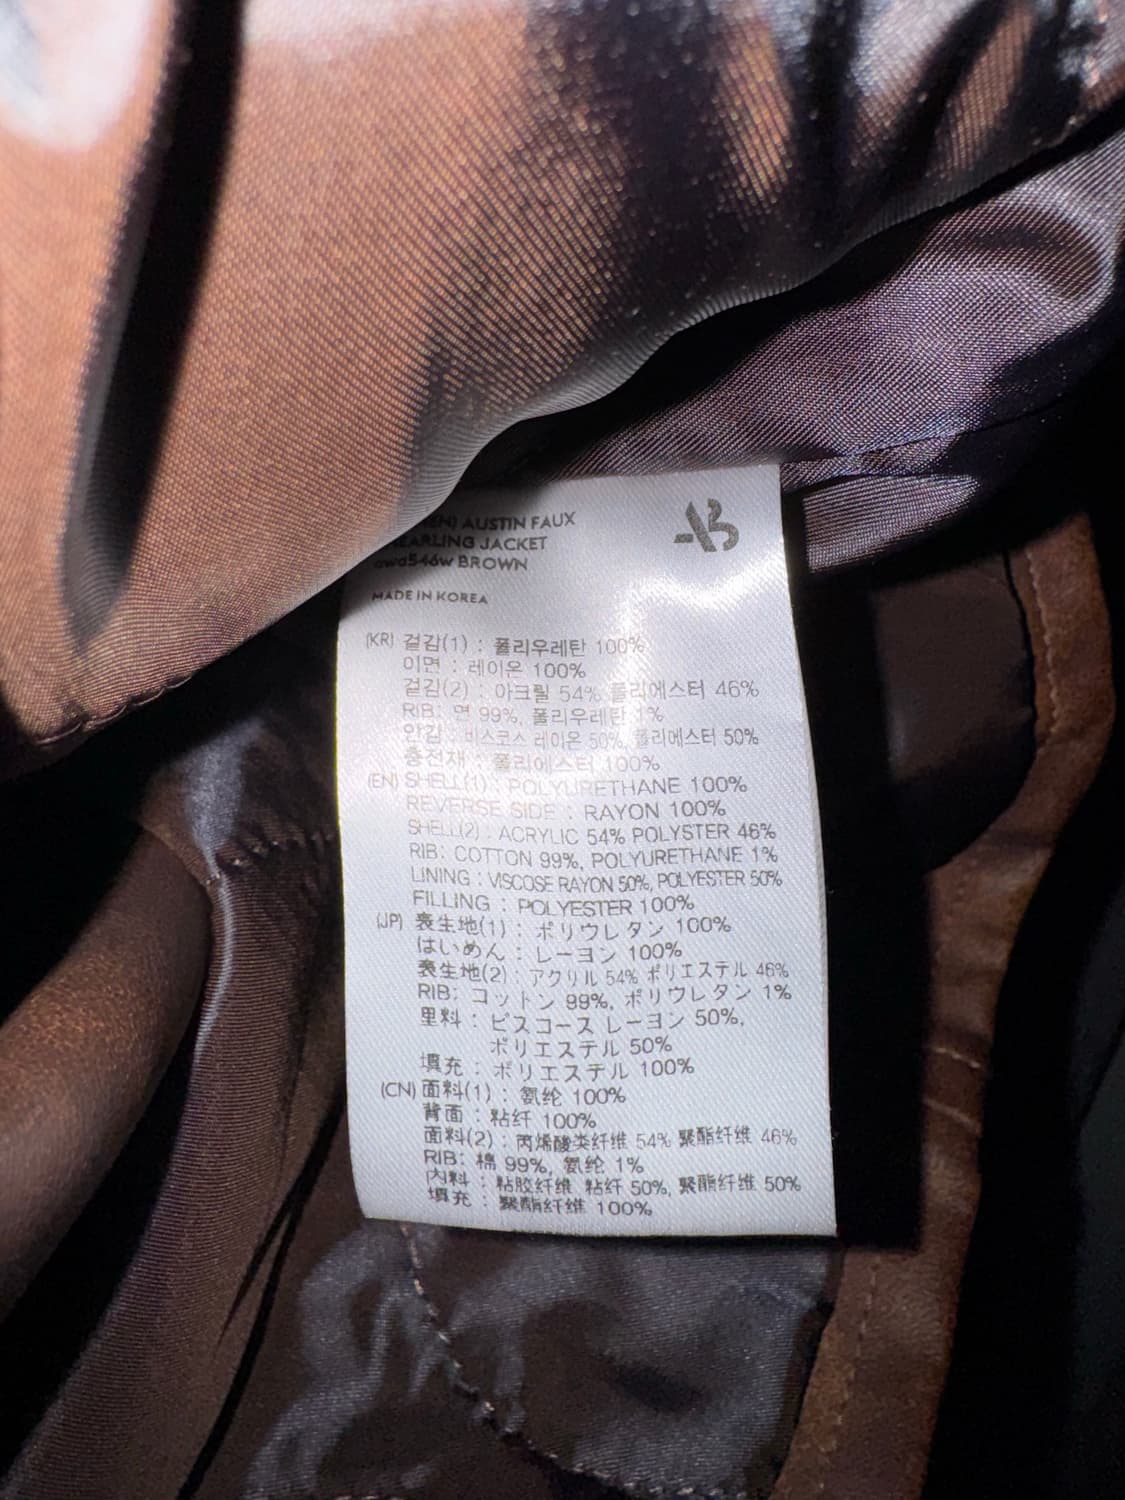 AUSTIN FAUX
JACKET
BROWN
AB
MADE IN KOREA
(KR) 겉감(1) : 폴리우레탄 100%
이면 : 레이온 100%
겉감(2) : 아크릴 54% 폴리에스터 46%
RIB: 면 99%, 폴리우레탄 1%
안감 : 비스코스 레이온 50%, 폴리에스터 50%
충전재 : 폴리에스터 100%
(EN) SHELL(1) : POLYURETHANE 100%
REVERSE SIDE : RAYON 100%
SHELL(2) : ACRYLIC 54% POLYSTER 46%
RIB: COTTON 99%, POLYURETHANE 1%
LINING : VISCOSE RAYON 50%, POLYESTER 50%
FILLING : POLYESTER 100%
(JP) 表生地(1) : ポリウレタン 100%
はいめん : レーヨン 100%
表生地(2) : アクリル 54% ポリエステル 46%
RIB: コットン 99%, ポリウレタン 1%
里料 : ビスコース レーヨン 50%,
ポリエステル 50%
填充 : ポリエステル 100%
(CN) 面料(1) : 氨纶 100%
背面 : 粘纤 100%
面料(2) : 丙烯酸类纤维 54% 聚酯纤维 46%
RIB: 棉 99%, 氨纶 1%
内料 : 粘胶纤维 粘纤 50%, 聚酯纤维 50%
填充 : 聚酯纤维 100%